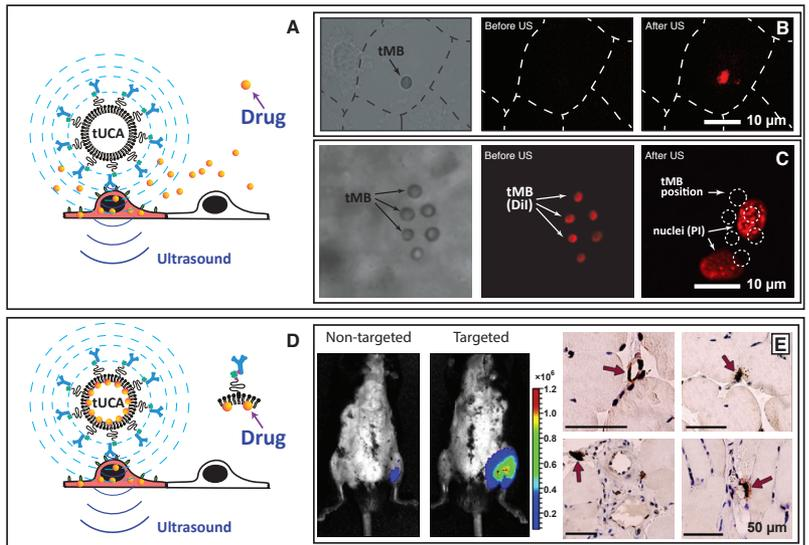 A
tUCA
Drug
Ultrasound
B
tMB
Before US
After US
10 µm
C
tMB
Before US
tMB
(DiI)
After US
tMB
position
nuclei (PI)
10 µm
D
tUCA
Drug
Ultrasound
E
Non-targeted
Targeted
×10⁶
1.2
1.0
0.8
0.6
0.4
0.2
50 µm